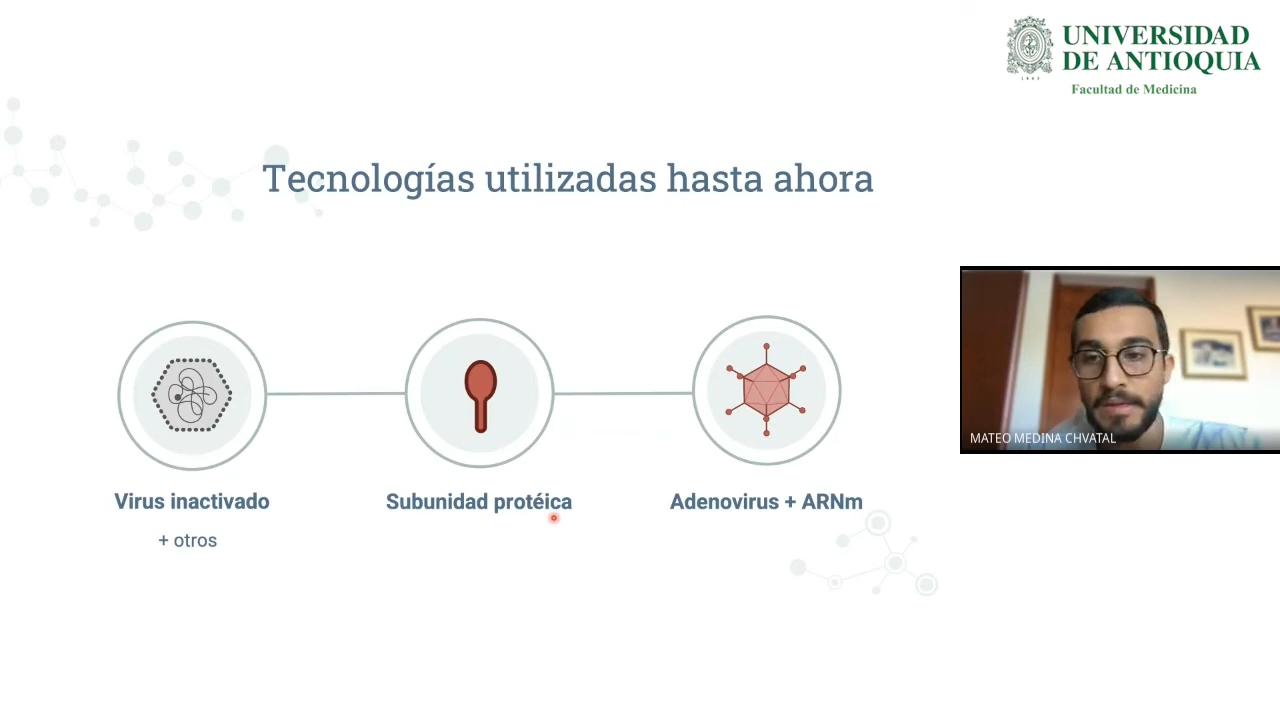 UNIVERSIDAD
DE ANTIOQUIA
1803
Facultad de Medicina
Tecnologías utilizadas hasta ahora
Virus inactivado
+ otros
Subunidad protéica
Adenovirus + ARNm
MATEO MEDINA CHVATAL